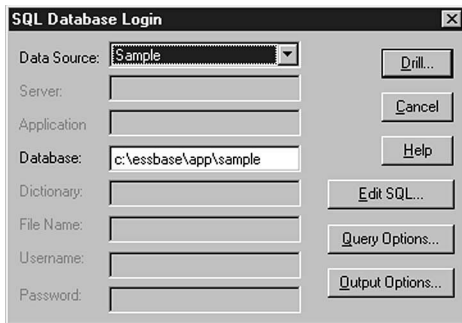 SQL Database Login
Data Source: Sample
Drill...
Server:
Cancel
Application
Database: c:\essbase\app\sample
Help
Dictionary:
Edit SQL...
File Name:
Query Options...
Username:
Output Options...
Password: